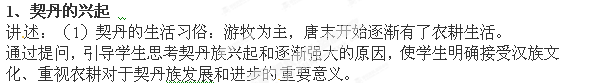 1、契丹的兴起
讲述：（1）契丹的生活习俗：游牧为主，唐末开始逐渐有了农耕生活。
通过提问，引导学生思考契丹族兴起和逐渐强大的原因，使学生明确接受汉族文
化、重视农耕对于契丹族发展和进步的重要意义。